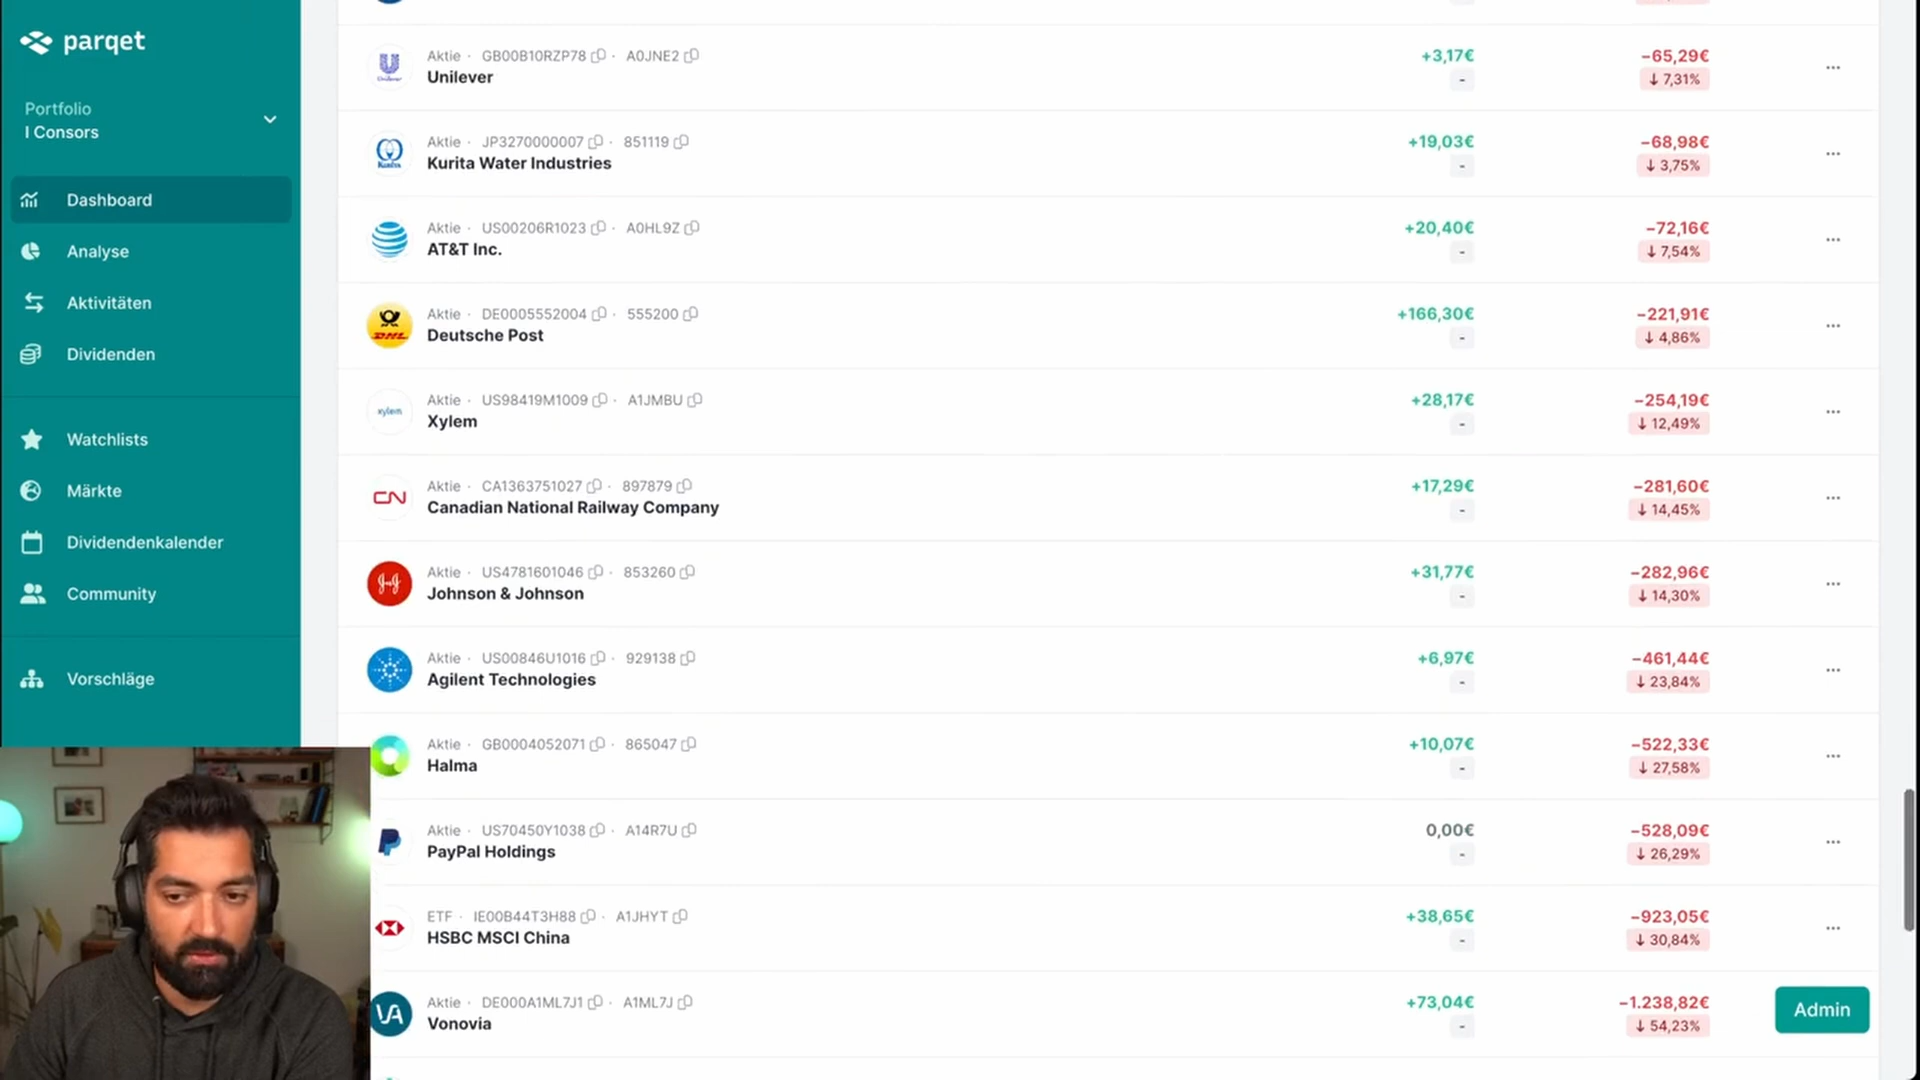 parqet
Portfolio
I Consors
Dashboard
Analyse
Aktivitäten
Dividenden
Watchlists
Märkte
Dividendenkalender
Community
Vorschläge
Aktie · GB00B10RZP78 · A0JNE2
Unilever
+3,17€
-
−65,29€
↓ 7,31%
Aktie · JP3270000007 · 851119
Kurita Water Industries
+19,03€
-
−68,98€
↓ 3,75%
Aktie · US00206R1023 · A0HL9Z
AT&T Inc.
+20,40€
-
−72,16€
↓ 7,54%
Aktie · DE0005552004 · 555200
Deutsche Post
+166,30€
-
−221,91€
↓ 4,86%
Aktie · US98419M1009 · A1JMBU
Xylem
+28,17€
-
−254,19€
↓ 12,49%
Aktie · CA1363751027 · 897879
Canadian National Railway Company
+17,29€
-
−281,60€
↓ 14,45%
Aktie · US4781601046 · 853260
Johnson & Johnson
+31,77€
-
−282,96€
↓ 14,30%
Aktie · US00846U1016 · 929138
Agilent Technologies
+6,97€
-
−461,44€
↓ 23,84%
Aktie · GB0004052071 · 865047
Halma
+10,07€
-
−522,33€
↓ 27,58%
Aktie · US70450Y1038 · A14R7U
PayPal Holdings
0,00€
-
−528,09€
↓ 26,29%
ETF · IE00B44T3H88 · A1JHYT
HSBC MSCI China
+38,65€
-
−923,05€
↓ 30,84%
Aktie · DE000A1ML7J1 · A1ML7J
Vonovia
+73,04€
-
−1.238,82€
↓ 54,23%
Admin
Unilever
Kurita
DHL
xylem
CN
J&J
VA